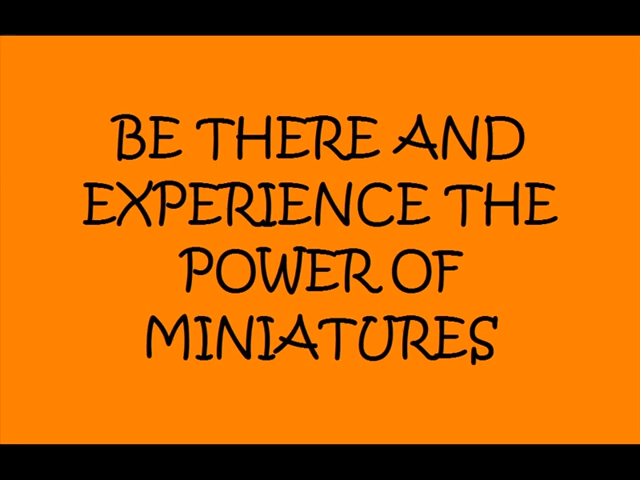 BE THERE AND
EXPERIENCE THE
POWER OF
MINIATURES